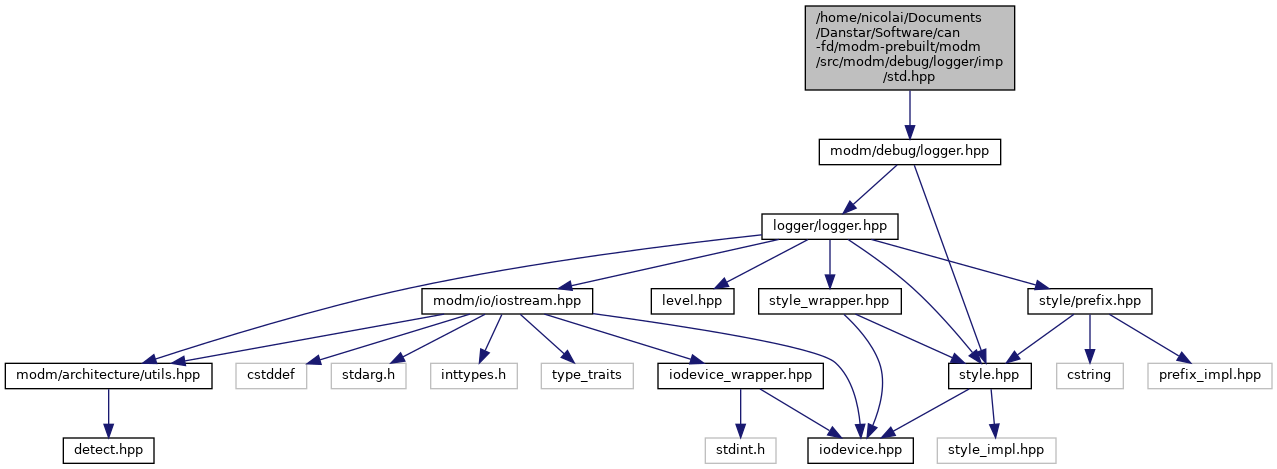 /home/nicolai/Documents
/Danstar/Software/can
-fd/modm-prebuilt/modm
/src/modm/debug/logger/imp
/std.hpp
modm/debug/logger.hpp
logger/logger.hpp
modm/io/iostream.hpp
level.hpp
style_wrapper.hpp
style/prefix.hpp
modm/architecture/utils.hpp
cstddef
stdarg.h
inttypes.h
type_traits
iodevice_wrapper.hpp
style.hpp
cstring
prefix_impl.hpp
detect.hpp
stdint.h
iodevice.hpp
style_impl.hpp